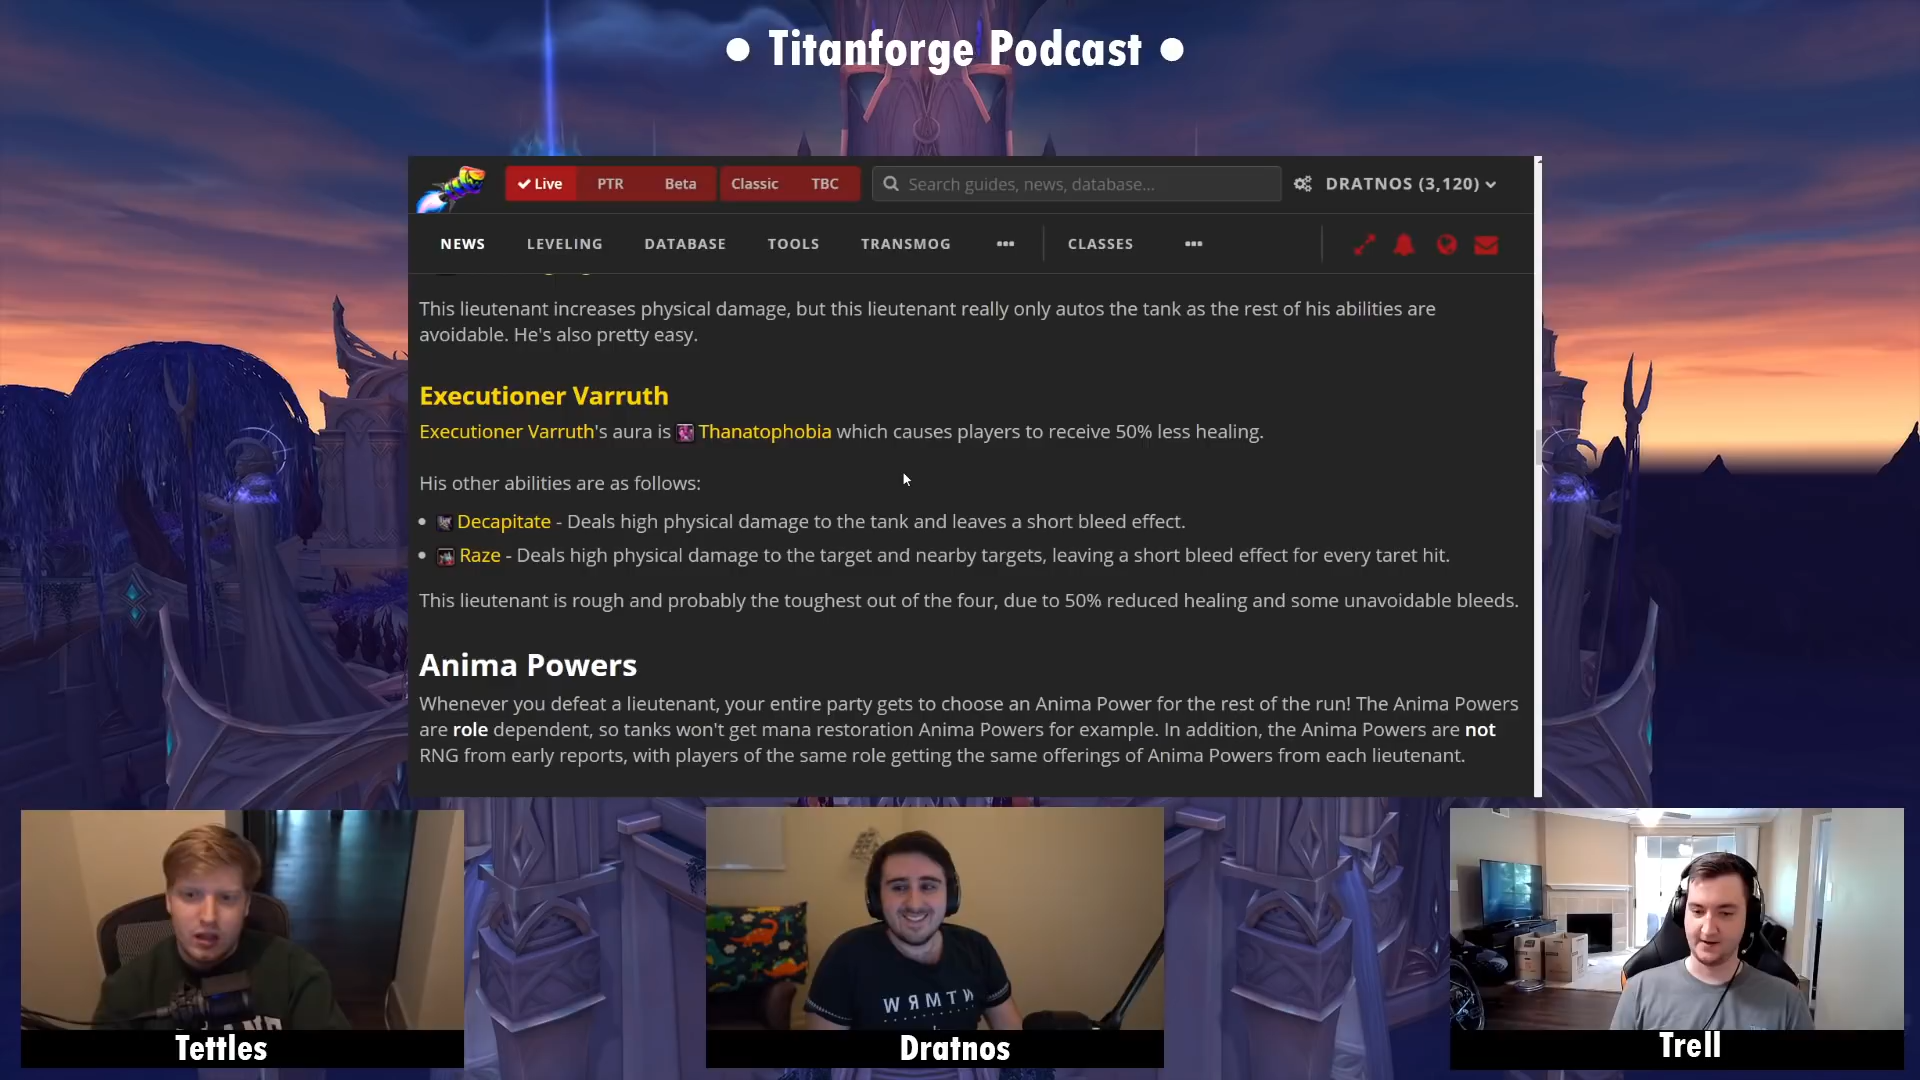 • Titanforge Podcast •
Live PTR Beta Classic TBC Search guides, news, database... DRATNOS (3,120)
NEWS LEVELING DATABASE TOOLS TRANSMOG ••• CLASSES •••
This lieutenant increases physical damage, but this lieutenant really only autos the tank as the rest of his abilities are
avoidable. He's also pretty easy.
Executioner Varruth
Executioner Varruth's aura is Thanatophobia which causes players to receive 50% less healing.
His other abilities are as follows:
• Decapitate - Deals high physical damage to the tank and leaves a short bleed effect.
• Raze - Deals high physical damage to the target and nearby targets, leaving a short bleed effect for every taret hit.
This lieutenant is rough and probably the toughest out of the four, due to 50% reduced healing and some unavoidable bleeds.
Anima Powers
Whenever you defeat a lieutenant, your entire party gets to choose an Anima Power for the rest of the run! The Anima Powers
are role dependent, so tanks won't get mana restoration Anima Powers for example. In addition, the Anima Powers are not
RNG from early reports, with players of the same role getting the same offerings of Anima Powers from each lieutenant.
Tettles
Dratnos
Trell